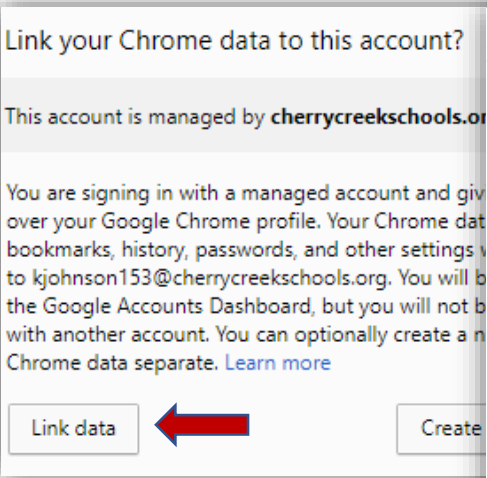 Link your Chrome data to this account?
This account is managed by cherrycreekschools.or
You are signing in with a managed account and giv
over your Google Chrome profile. Your Chrome dat
bookmarks, history, passwords, and other settings
to kjohnson153@cherrycreekschools.org. You will b
the Google Accounts Dashboard, but you will not b
with another account. You can optionally create a n
Chrome data separate. Learn more
Link data
Create